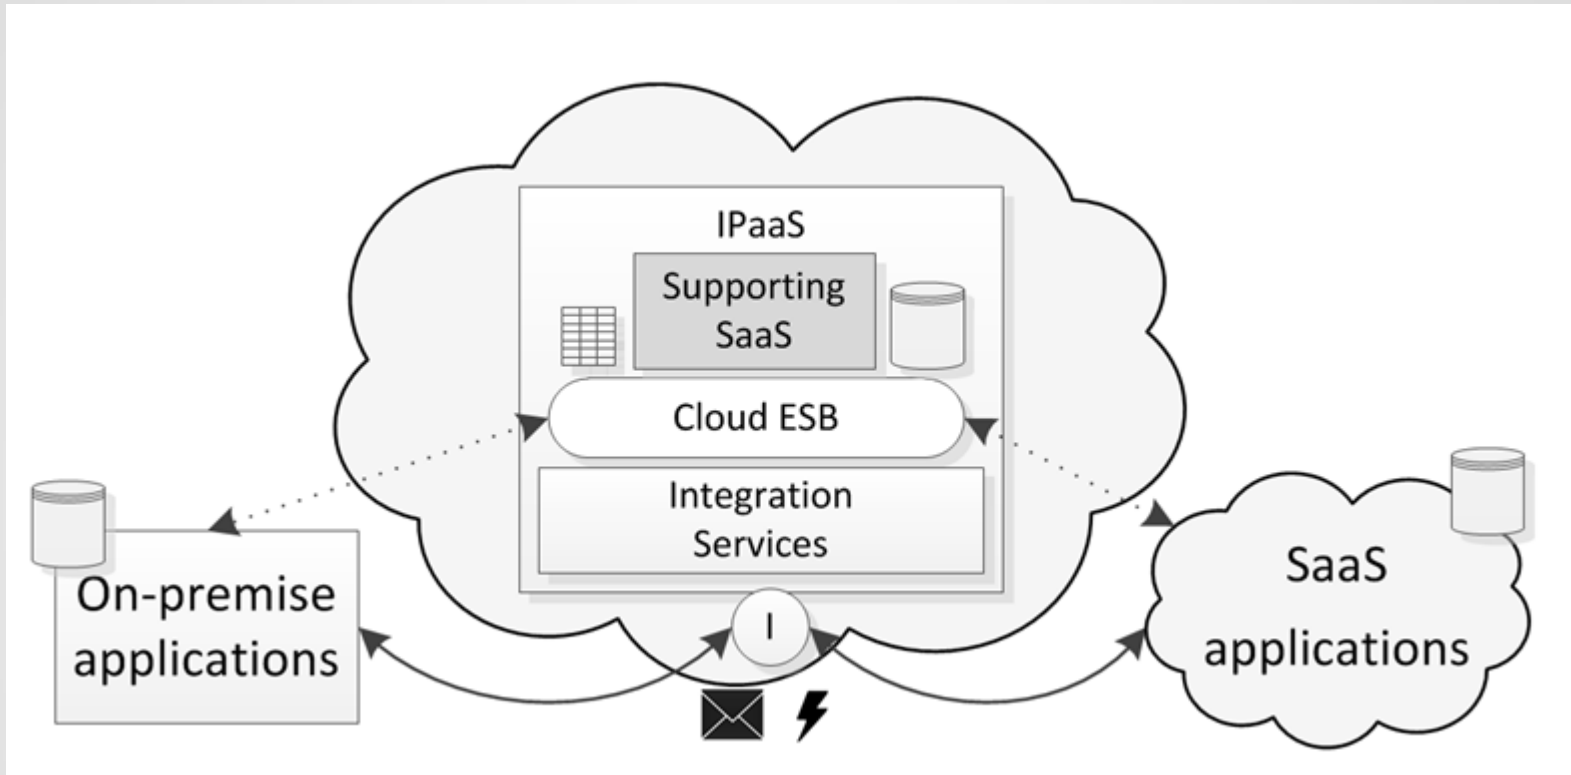 IPaaS
Supporting
SaaS
Cloud ESB
Integration
Services
I
On-premise
applications
SaaS
applications